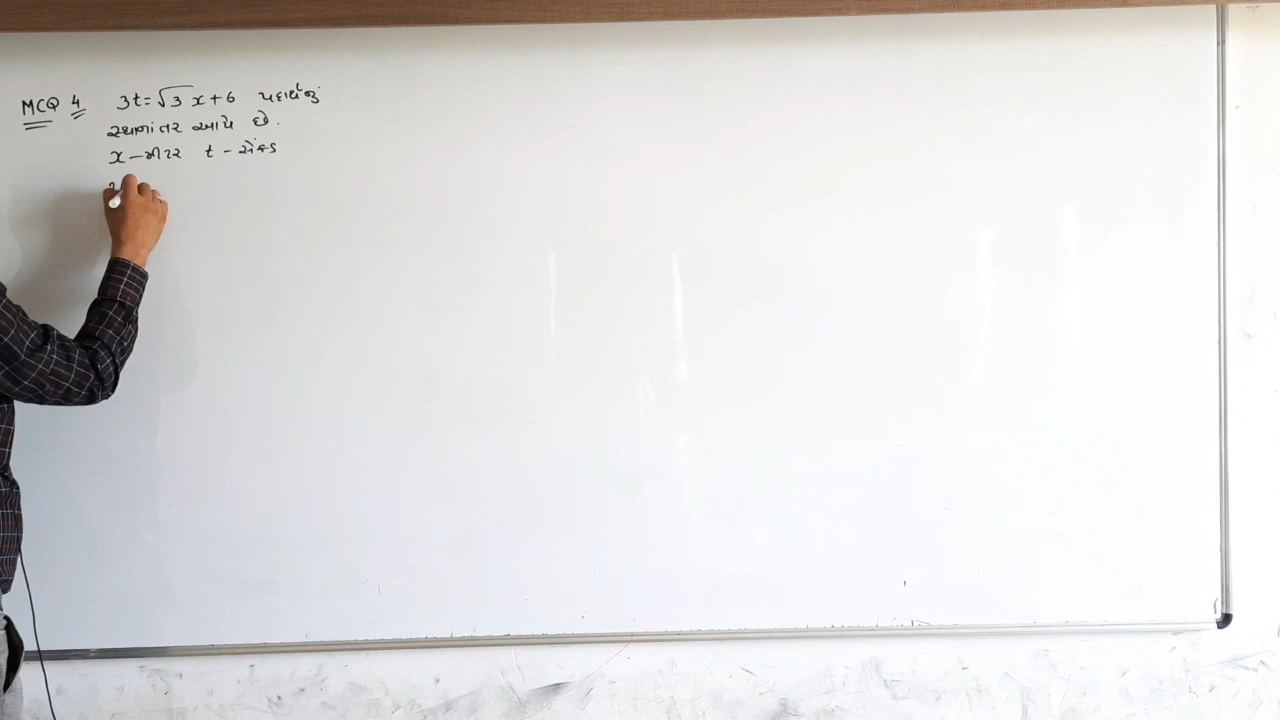 MCQ 4 3t = √3 x + 6 પદાર્થનું
સ્થાનાંતર આપે છે.
x – મીટર t – સેકંડ